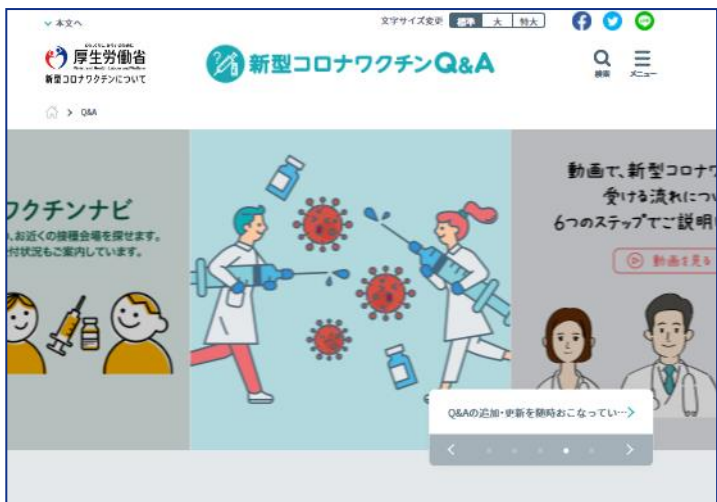 本文へ
文字サイズ変更 標準 大 特大
厚生労働省
新型コロナワクチンについて
新型コロナワクチンQ&A
検索
メニュー
Q&A
ワクチンナビ
、お近くの接種会場を探せます。
付状況もご案内しています。
動画で、新型コロナワ
受ける流れについ
6つのステップでご説明
動画を見る
Q&Aの追加・更新を随時おこなってい…